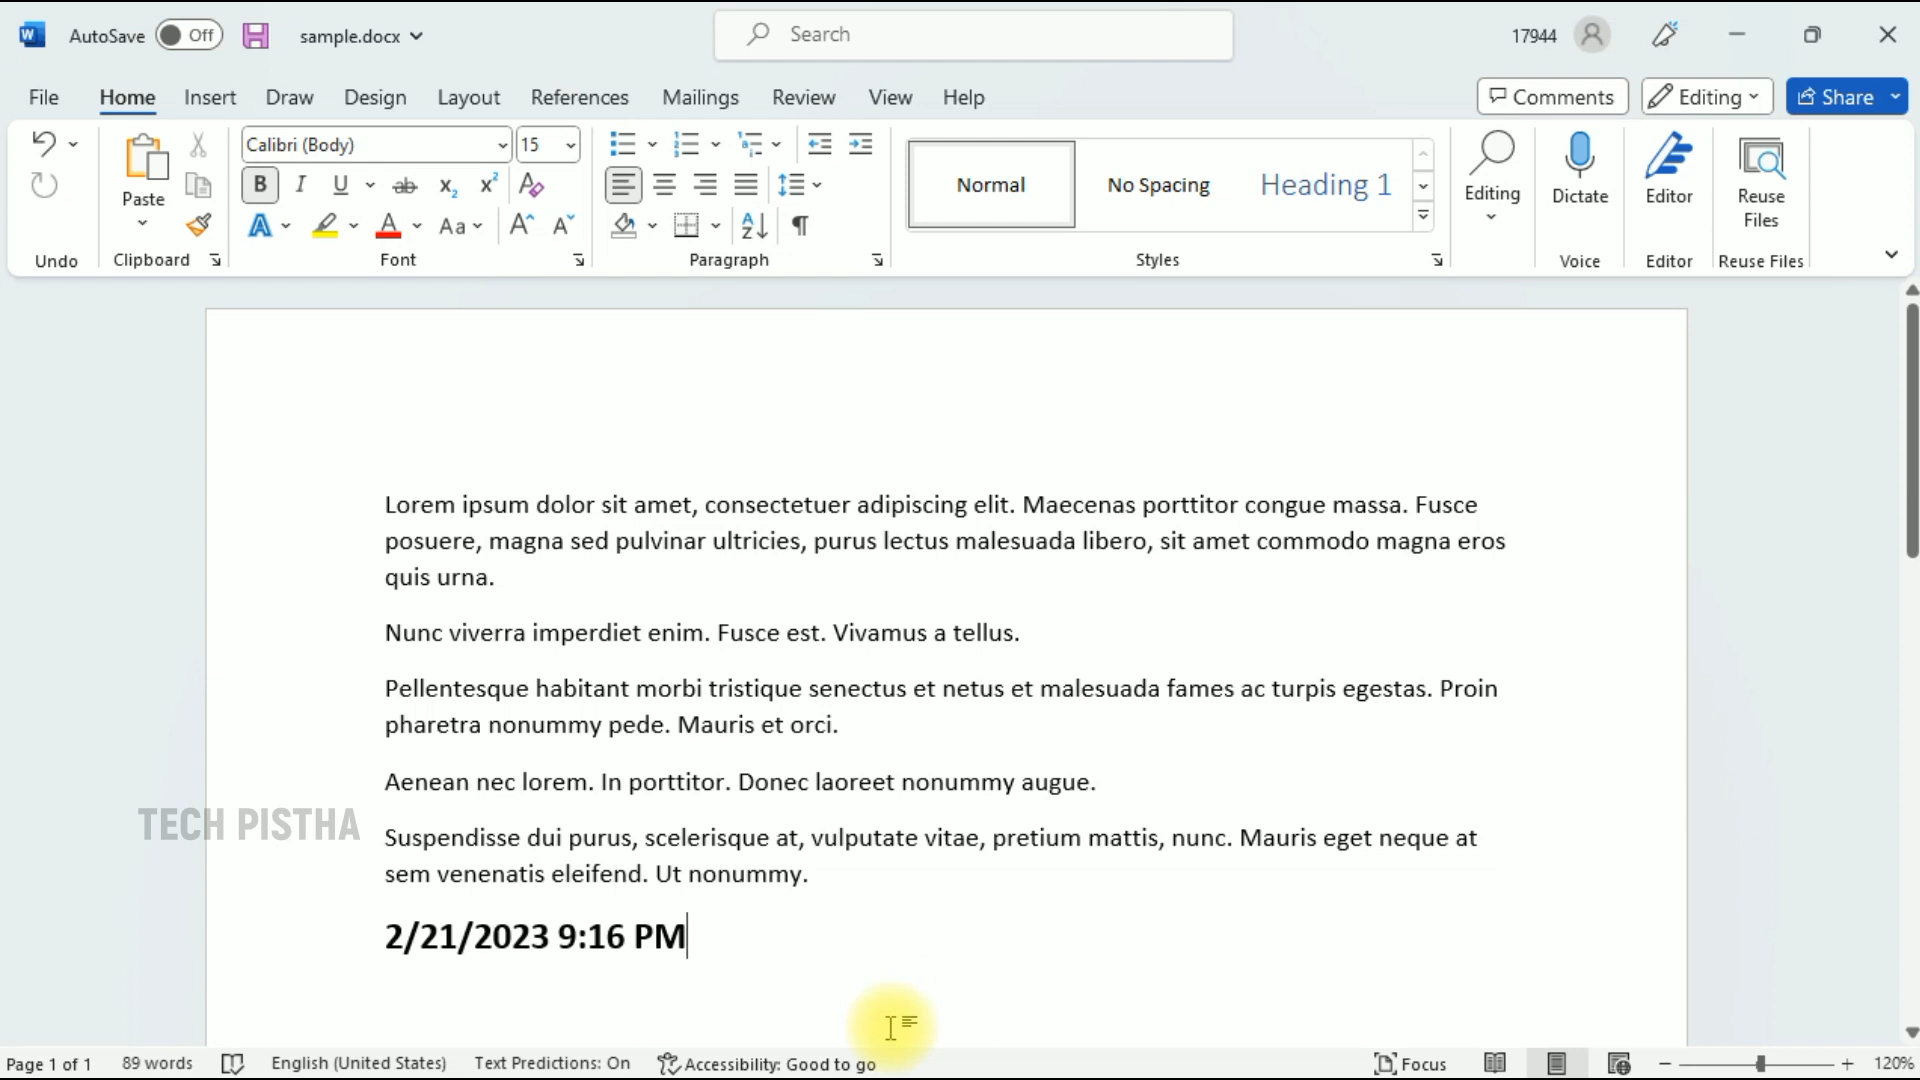 AutoSave Off sample.docx Search 17944
File Home Insert Draw Design Layout References Mailings Review View Help Comments Editing Share
Calibri (Body) 15
Paste
B I U ab x₂ x² A
A A Aa A A
Normal No Spacing Heading 1
Editing Dictate Editor Reuse Files
Undo Clipboard Font Paragraph Styles Voice Editor Reuse Files
Lorem ipsum dolor sit amet, consectetuer adipiscing elit. Maecenas porttitor congue massa. Fusce
posuere, magna sed pulvinar ultricies, purus lectus malesuada libero, sit amet commodo magna eros
quis urna.
Nunc viverra imperdiet enim. Fusce est. Vivamus a tellus.
Pellentesque habitant morbi tristique senectus et netus et malesuada fames ac turpis egestas. Proin
pharetra nonummy pede. Mauris et orci.
Aenean nec lorem. In porttitor. Donec laoreet nonummy augue.
TECH PISTHA
Suspendisse dui purus, scelerisque at, vulputate vitae, pretium mattis, nunc. Mauris eget neque at
sem venenatis eleifend. Ut nonummy.
2/21/2023 9:16 PM
Page 1 of 1 89 words English (United States) Text Predictions: On Accessibility: Good to go Focus 120%